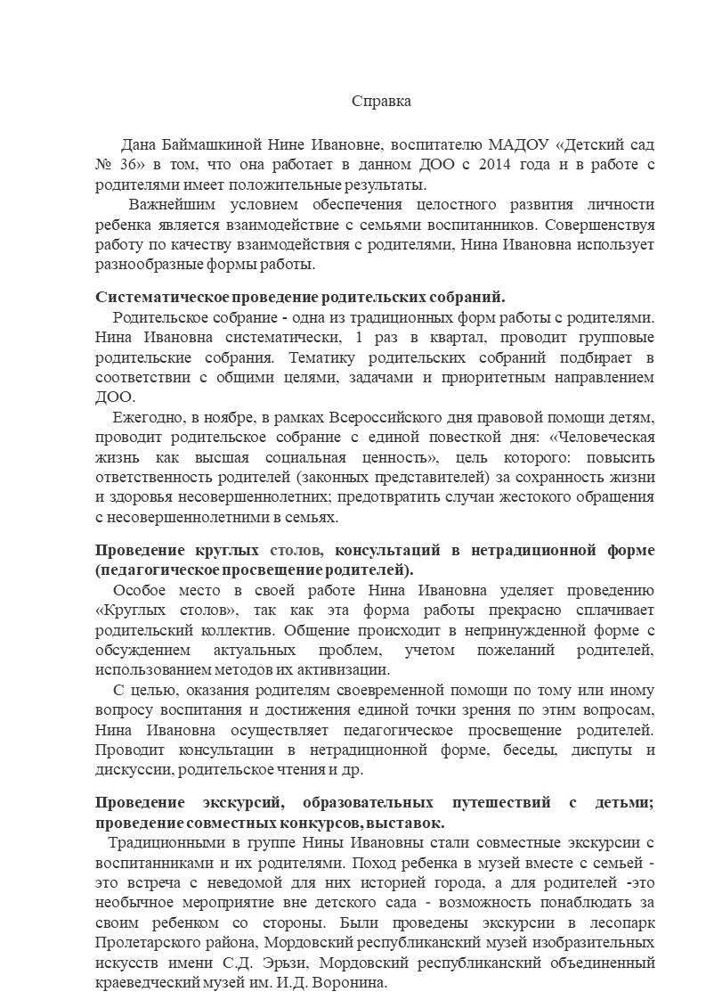 Справка
Дана Баймашкиной Нине Ивановне, воспитателю МАДОУ «Детский сад
№ 36» в том, что она работает в данном ДОО с 2014 года и в работе с
родителями имеет положительные результаты.
Важнейшим условием обеспечения целостного развития личности
ребенка является взаимодействие с семьями воспитанников. Совершенствуя
работу по качеству взаимодействия с родителями, Нина Ивановна использует
разнообразные формы работы.
Систематическое проведение родительских собраний.
Родительское собрание - одна из традиционных форм работы с родителями.
Нина Ивановна систематически, 1 раз в квартал, проводит групповые
родительские собрания. Тематику родительских собраний подбирает в
соответствии с общими целями, задачами и приоритетным направлением
ДОО.
Ежегодно, в ноябре, в рамках Всероссийского дня правовой помощи детям,
проводит родительское собрание с единой повесткой дня: «Человеческая
жизнь как высшая социальная ценность», цель которого: повысить
ответственность родителей (законных представителей) за сохранность жизни
и здоровья несовершеннолетних; предотвратить случаи жестокого обращения
с несовершеннолетними в семьях.
Проведение круглых столов, консультаций в нетрадиционной форме
(педагогическое просвещение родителей).
Особое место в своей работе Нина Ивановна уделяет проведению
«Круглых столов», так как эта форма работы прекрасно сплачивает
родительский коллектив. Общение происходит в непринужденной форме с
обсуждением актуальных проблем, учетом пожеланий родителей,
использованием методов их активизации.
С целью, оказания родителям своевременной помощи по тому или иному
вопросу воспитания и достижения единой точки зрения по этим вопросам,
Нина Ивановна осуществляет педагогическое просвещение родителей.
Проводит консультации в нетрадиционной форме, беседы, диспуты и
дискуссии, родительское чтения и др.
Проведение экскурсий, образовательных путешествий с детьми;
проведение совместных конкурсов, выставок.
Традиционными в группе Нины Ивановны стали совместные экскурсии с
воспитанниками и их родителями. Поход ребенка в музей вместе с семьей -
это встреча с неведомой для них историей города, а для родителей -это
необычное мероприятие вне детского сада - возможность понаблюдать за
своим ребенком со стороны. Были проведены экскурсии в лесопарк
Пролетарского района, Мордовский республиканский музей изобразительных
искусств имени С.Д. Эрьзи, Мордовский республиканский объединенный
краеведческий музей им. И.Д. Воронина.